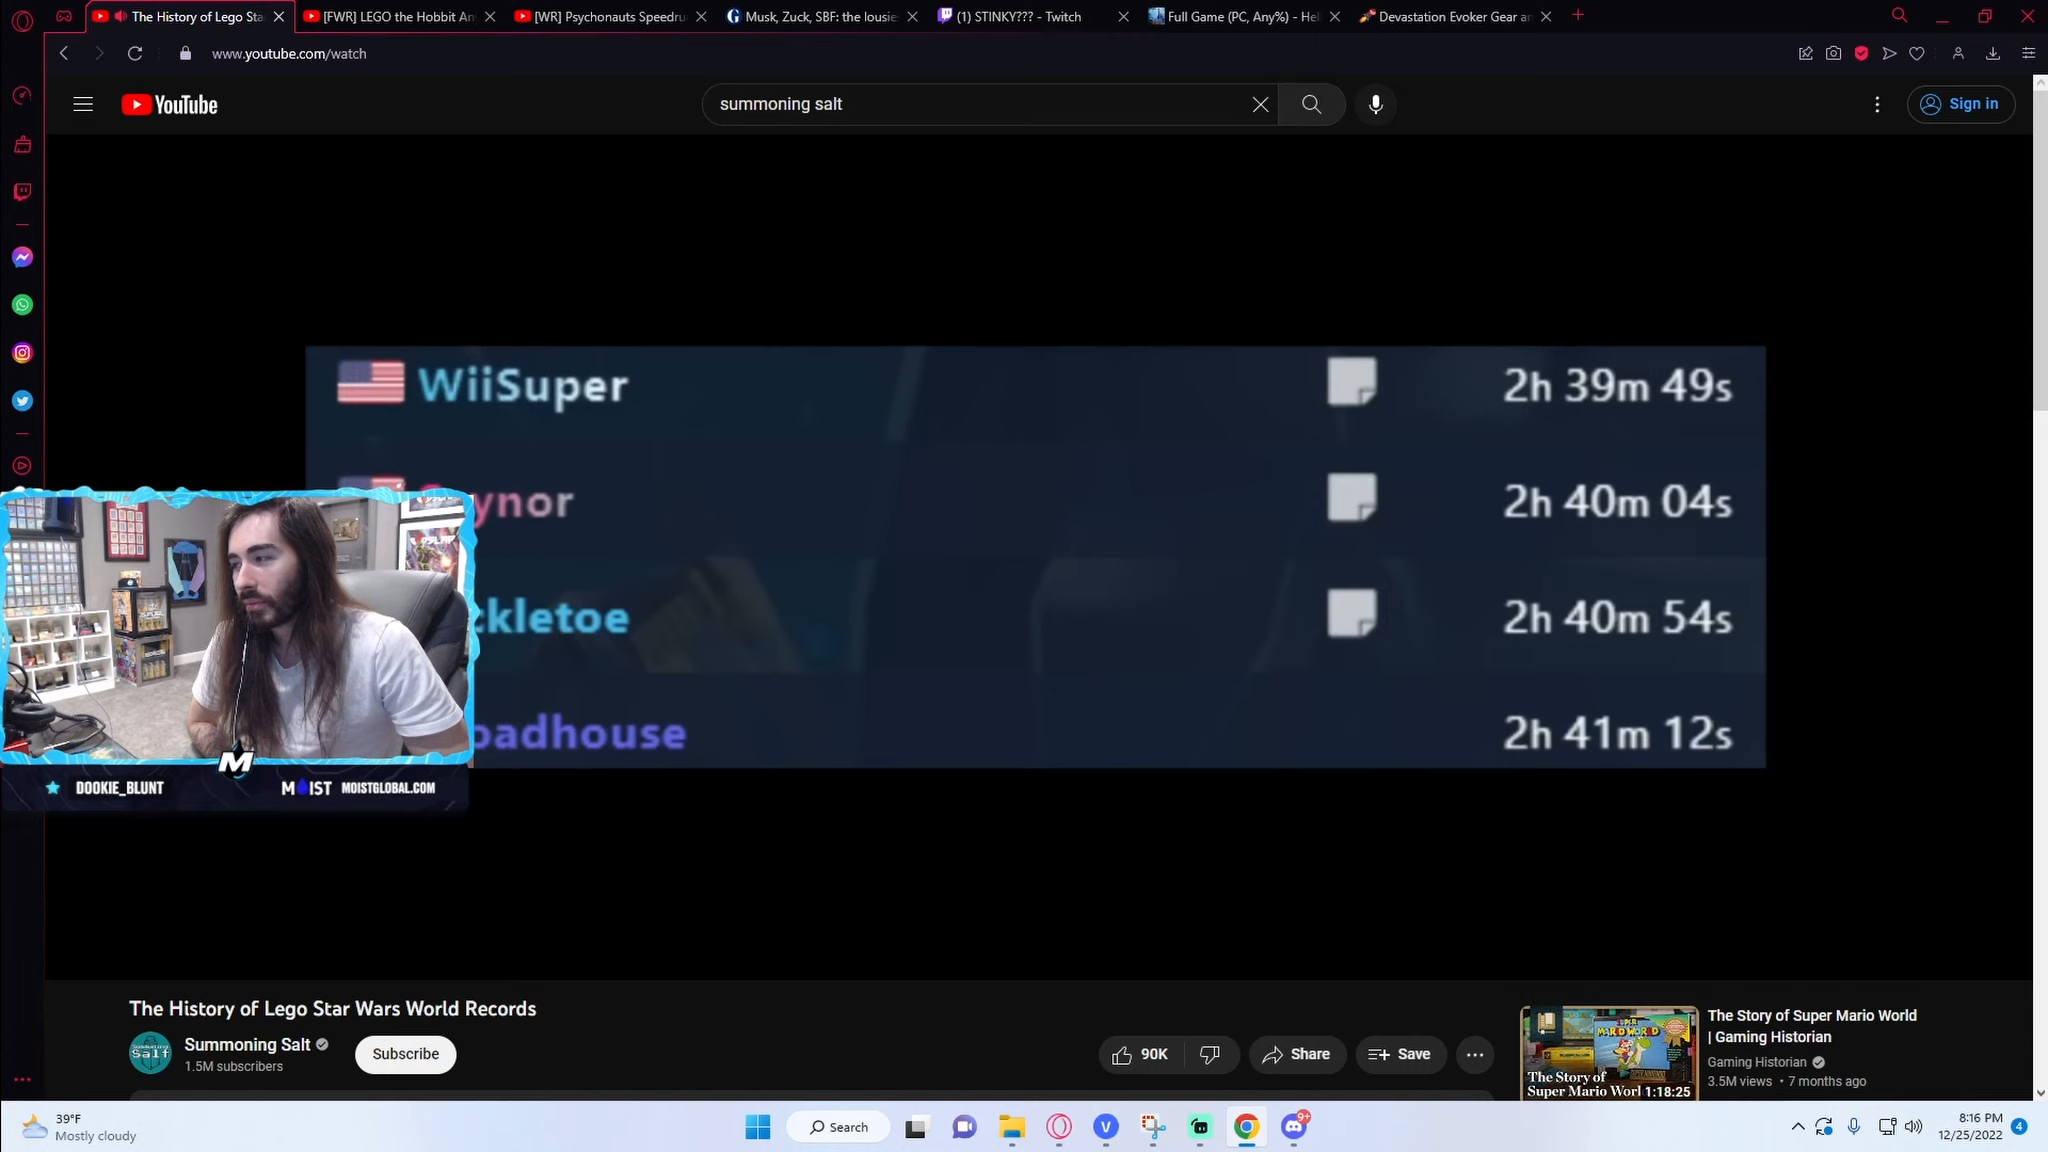 The History of Lego Sta
[FWR] LEGO the Hobbit An
[WR] Psychonauts Speedru
Musk, Zuck, SBF: the lousie
(1) STINKY??? - Twitch
Full Game (PC, Any%) - Hel
Devastation Evoker Gear an
www.youtube.com/watch
YouTube
summoning salt
Sign in
WiiSuper 2h 39m 49s
ynor 2h 40m 04s
ckletoe 2h 40m 54s
oadhouse 2h 41m 12s
DOOKIE_BLUNT
MOIST MOISTGLOBAL.COM
M
The History of Lego Star Wars World Records
Summoning Salt
1.5M subscribers
Subscribe
90K
Share
Save
The Story of
Super Mario Worl
1:18:25
The Story of Super Mario World
| Gaming Historian
Gaming Historian
3.5M views • 7 months ago
39°F
Mostly cloudy
Search
9+
8:16 PM
12/25/2022
4